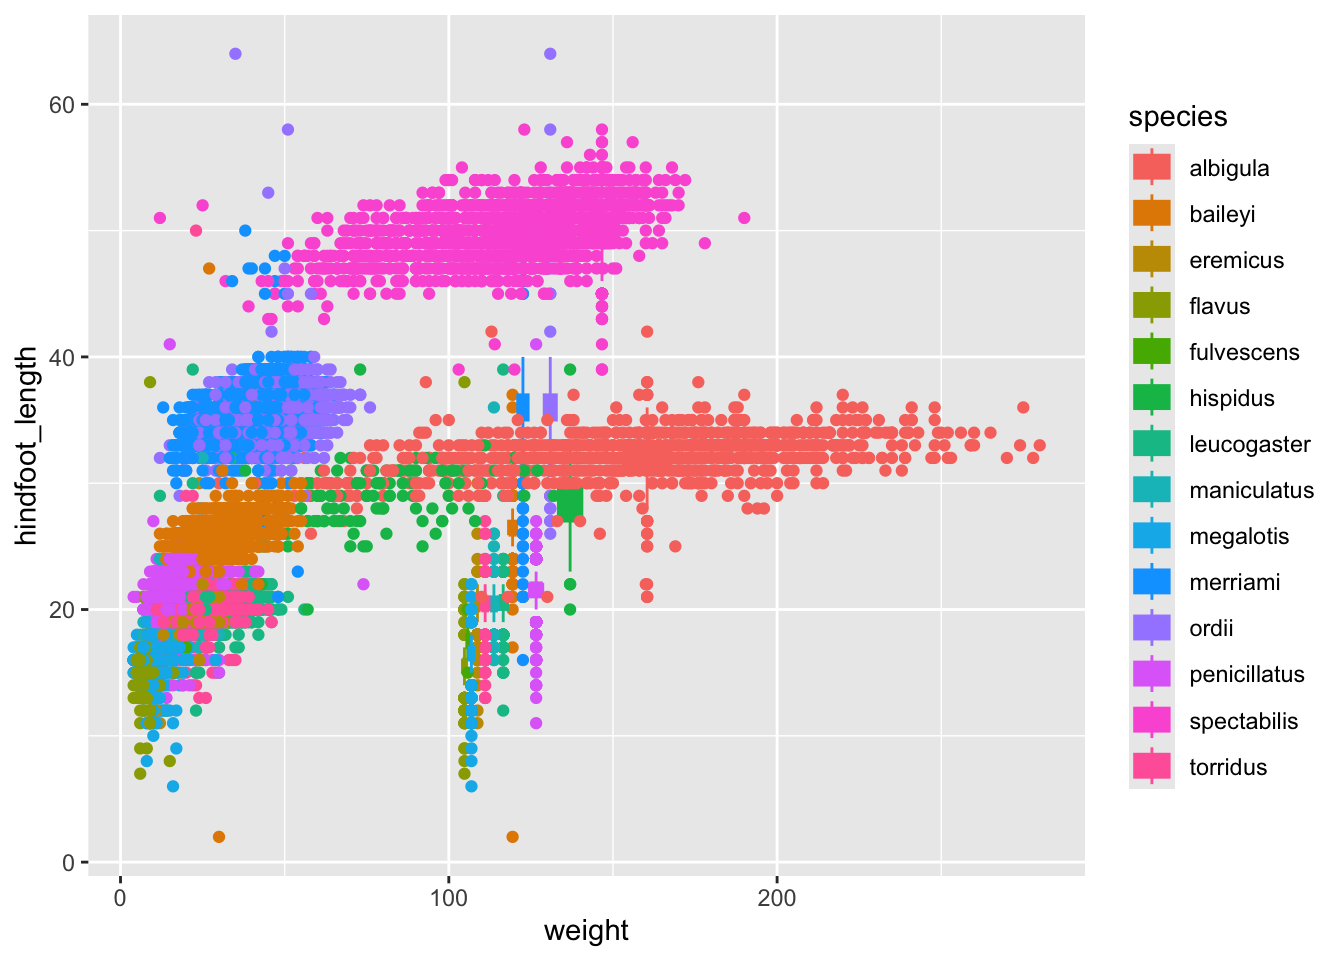 60
40
20
0
hindfoot_length
0 100 200
weight
species
albigula
baileyi
eremicus
flavus
fulvescens
hispidus
leucogaster
maniculatus
megalotis
merriami
ordii
penicillatus
spectabilis
torridus